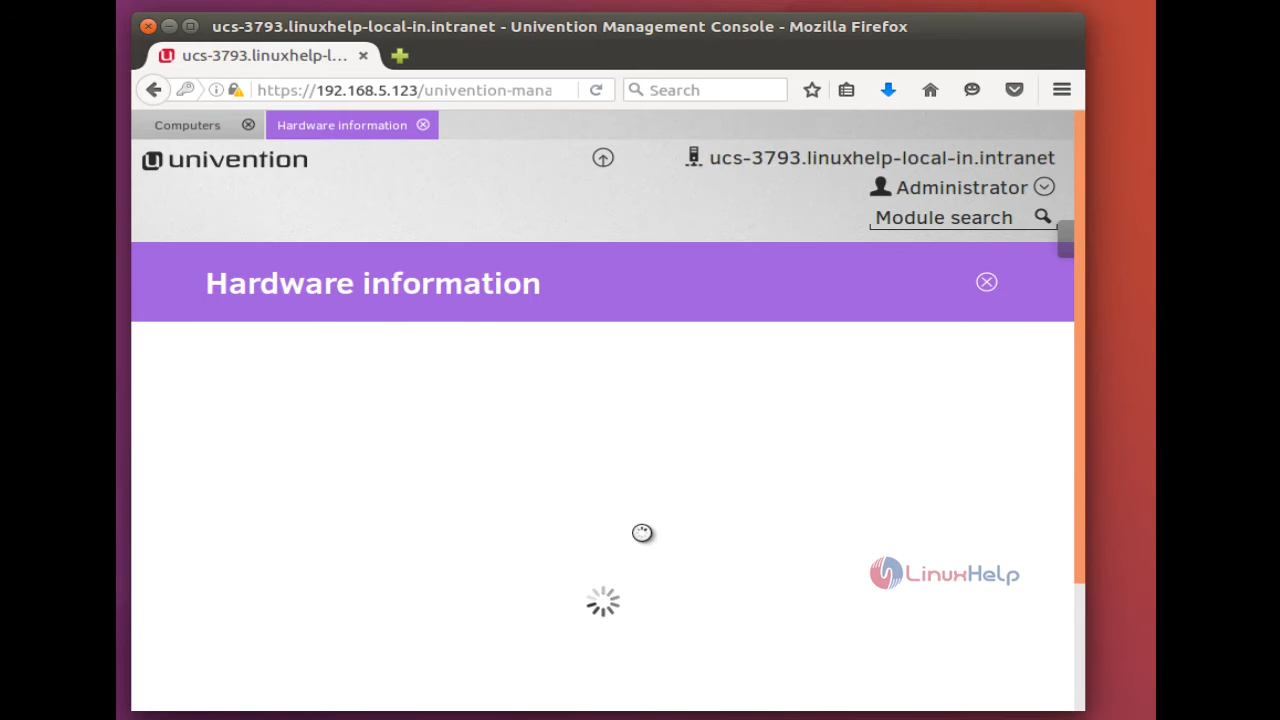 ucs-3793.linuxhelp-local-in.intranet - Univention Management Console - Mozilla Firefox
ucs-3793.linuxhelp-l...
https://192.168.5.123/univention-mana
Search
Computers
Hardware information
univention
ucs-3793.linuxhelp-local-in.intranet
Administrator
Module search
Hardware information
LinuxHelp